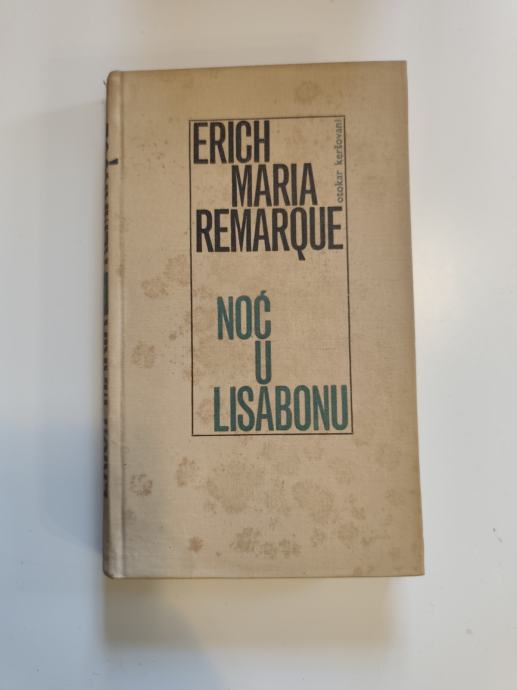 ERICH
MARIA
REMARQUE
otokar keršovani
NOĆ
U
LISABONU